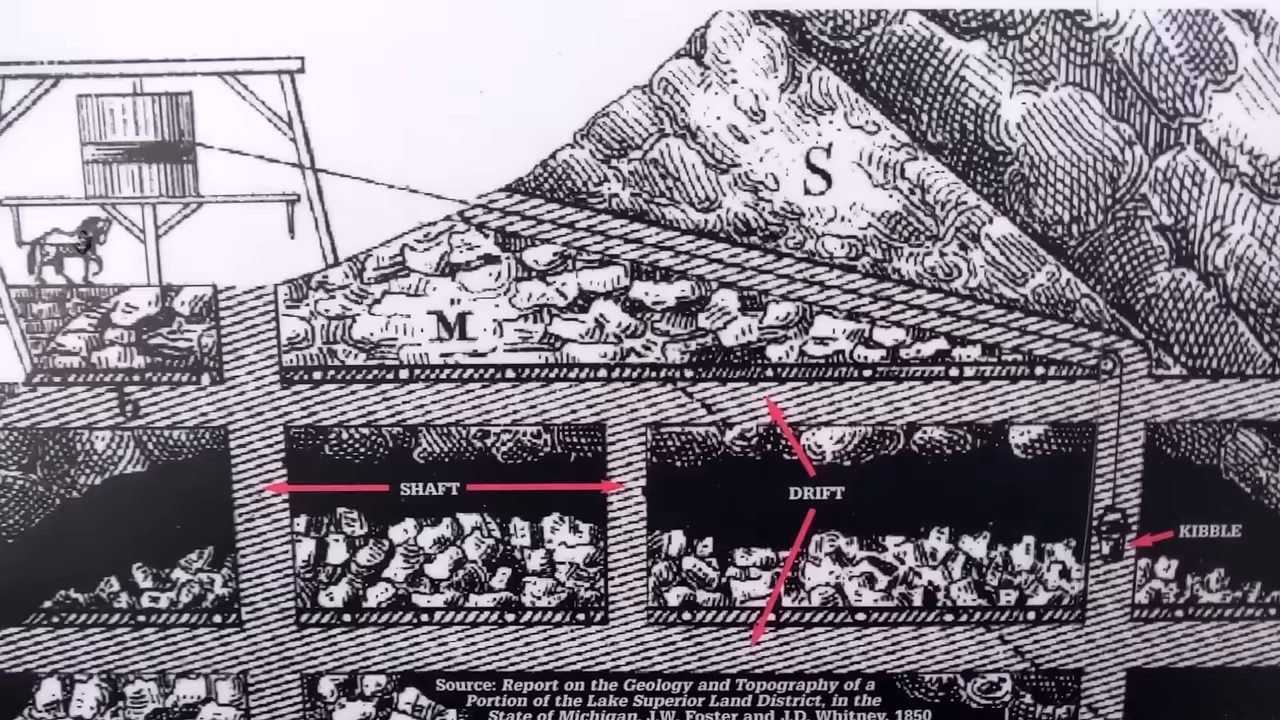 S
M
b
SHAFT
DRIFT
KIBBLE
Source: Report on the Geology and Topography of a
Portion of the Lake Superior Land District, in the
State of Michigan, J.W. Foster and J.D. Whitney, 1850